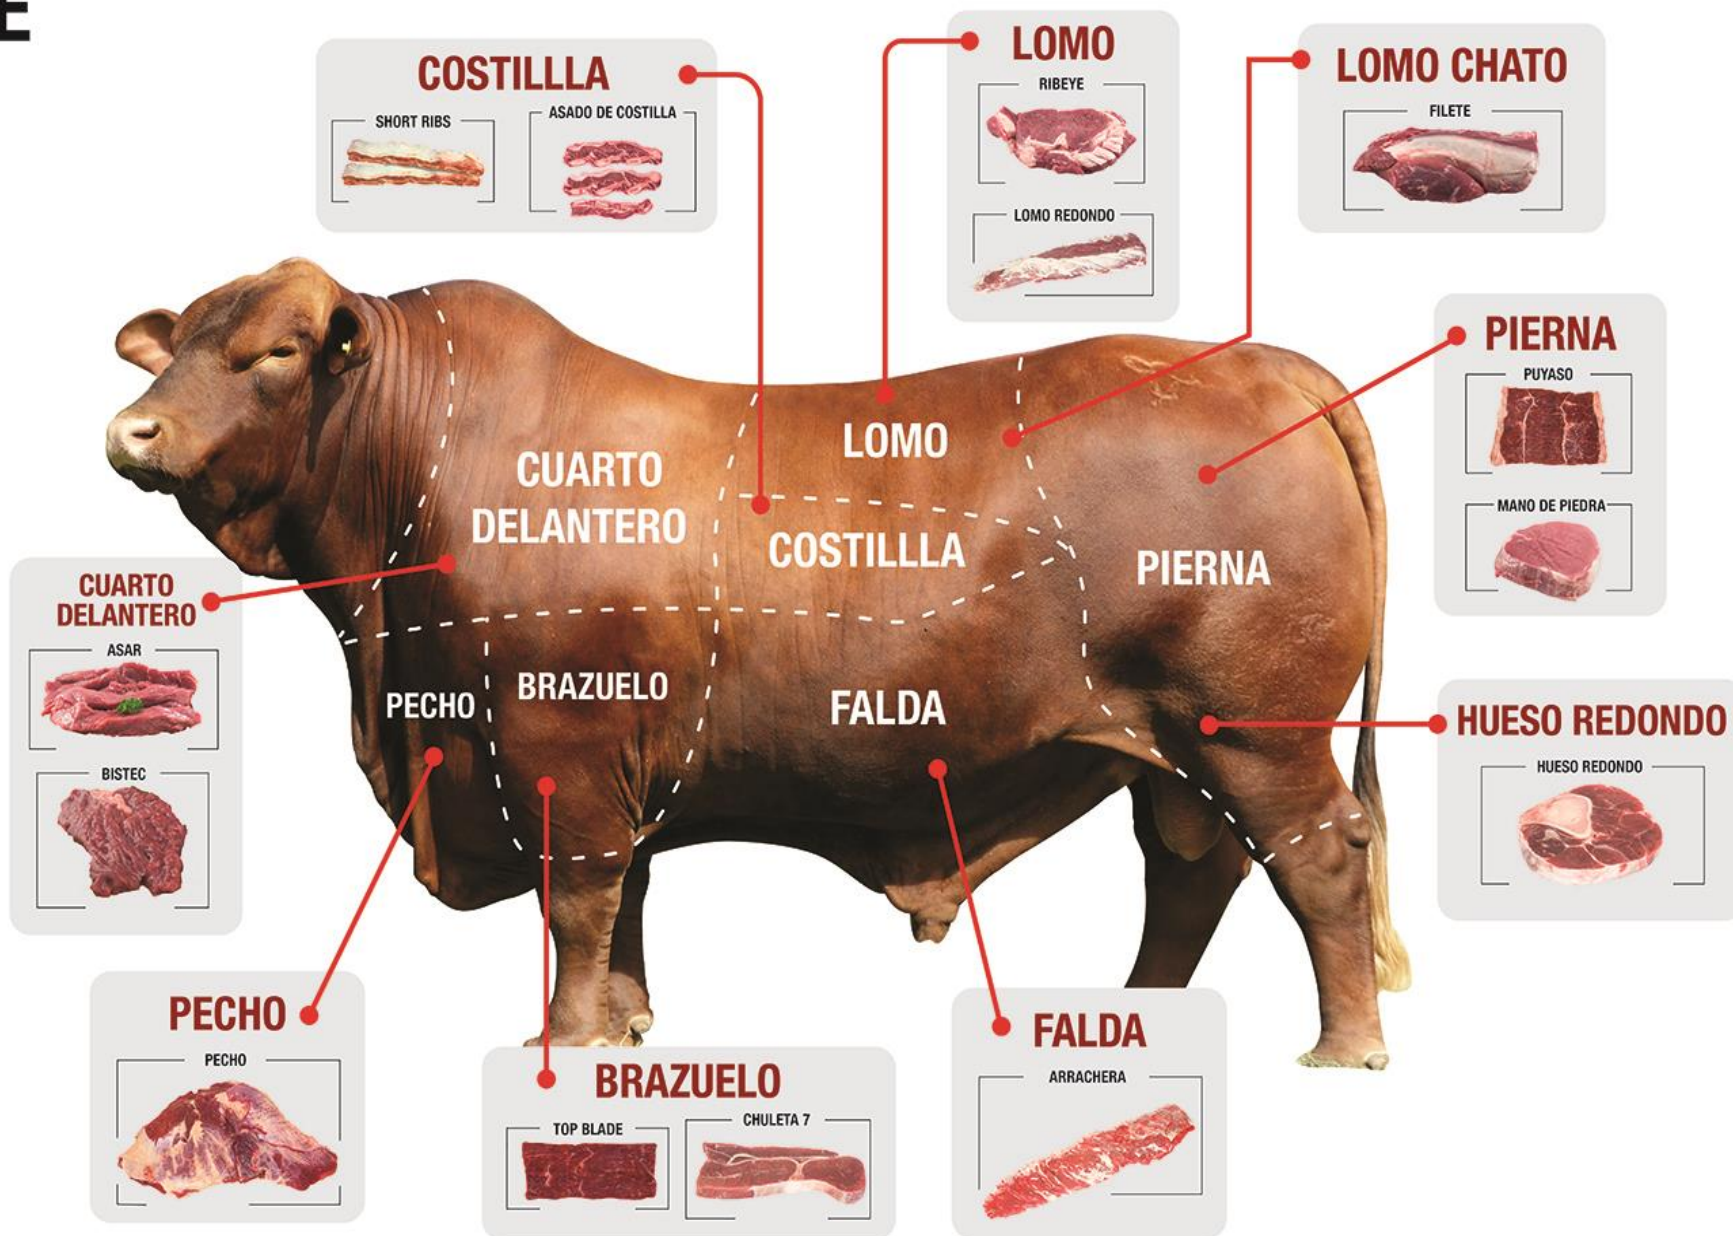 E
COSTILLLA
SHORT RIBS
ASADO DE COSTILLA
LOMO
RIBEYE
LOMO REDONDO
LOMO CHATO
FILETE
PIERNA
PUYASO
MANO DE PIEDRA
HUESO REDONDO
HUESO REDONDO
CUARTO
DELANTERO
LOMO
COSTILLLA
PIERNA
PECHO
BRAZUELO
FALDA
CUARTO
DELANTERO
ASAR
BISTEC
PECHO
PECHO
BRAZUELO
TOP BLADE
CHULETA 7
FALDA
ARRACHERA